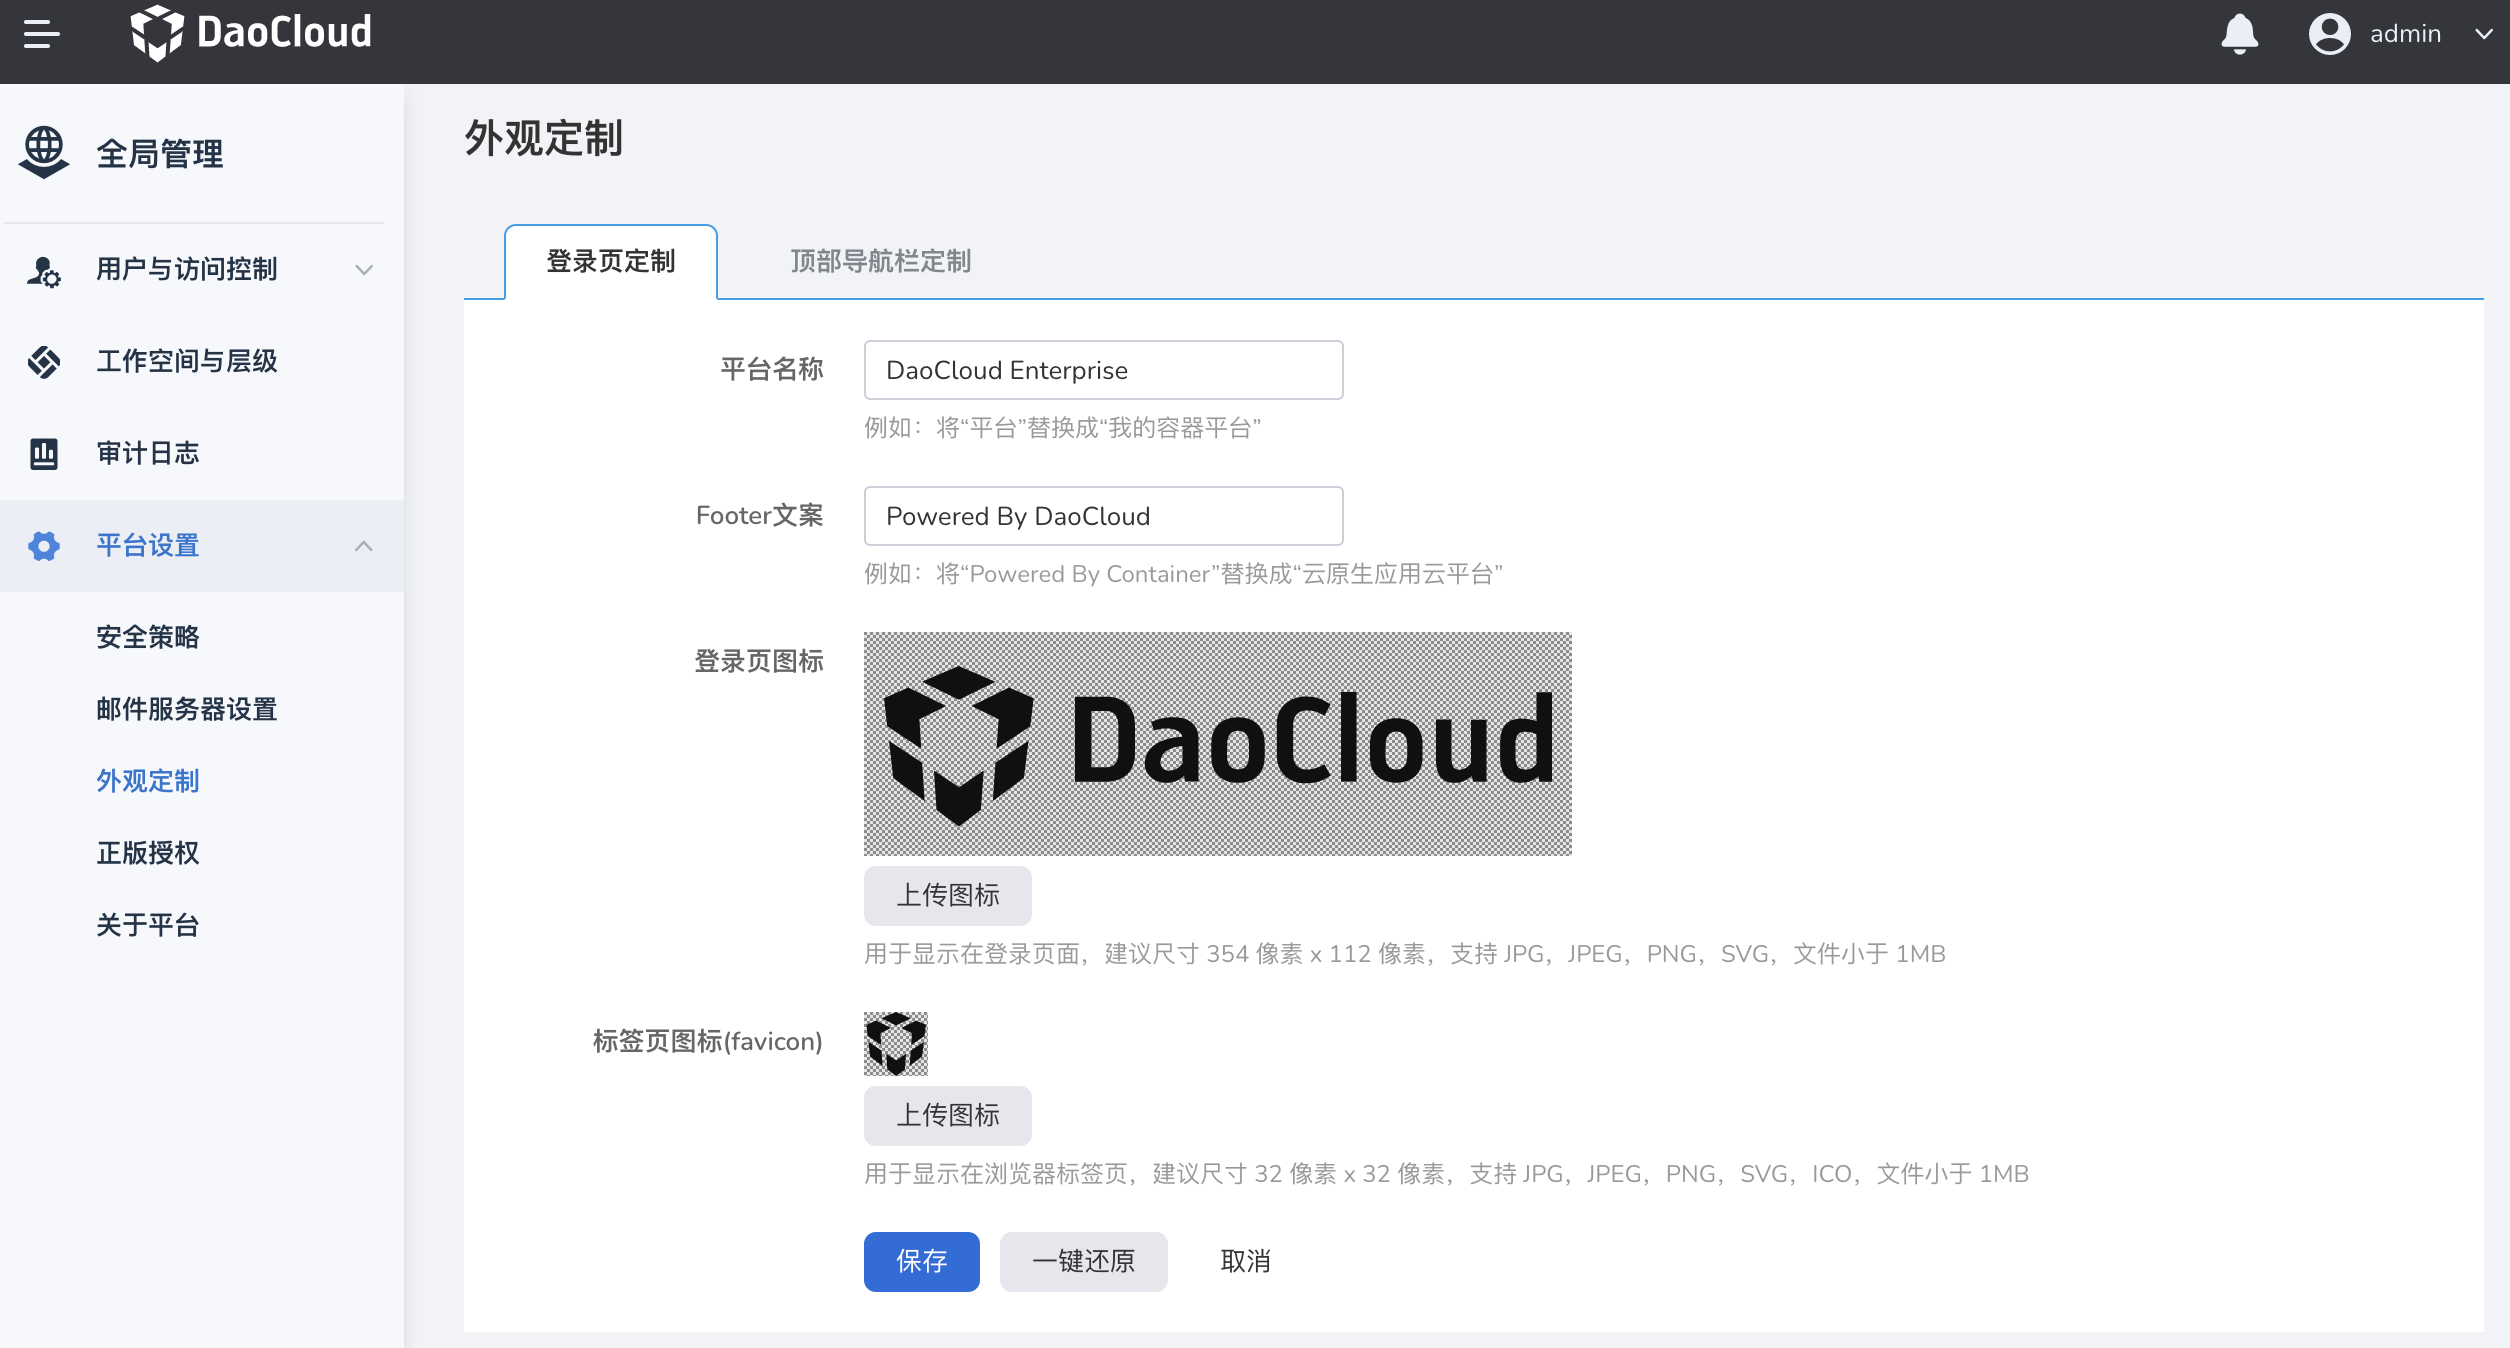 DaoCloud
admin
全局管理
用户与访问控制
工作空间与层级
审计日志
平台设置
安全策略
邮件服务器设置
外观定制
正版授权
关于平台
外观定制
登录页定制
顶部导航栏定制
平台名称
DaoCloud Enterprise
例如：将“平台”替换成“我的容器平台”
Footer文案
Powered By DaoCloud
例如：将“Powered By Container”替换成“云原生应用云平台”
登录页图标
DaoCloud
上传图标
用于显示在登录页面，建议尺寸 354 像素 x 112 像素，支持 JPG，JPEG，PNG，SVG，文件小于 1MB
标签页图标(favicon)
上传图标
用于显示在浏览器标签页，建议尺寸 32 像素 x 32 像素，支持 JPG，JPEG，PNG，SVG，ICO，文件小于 1MB
保存
一键还原
取消